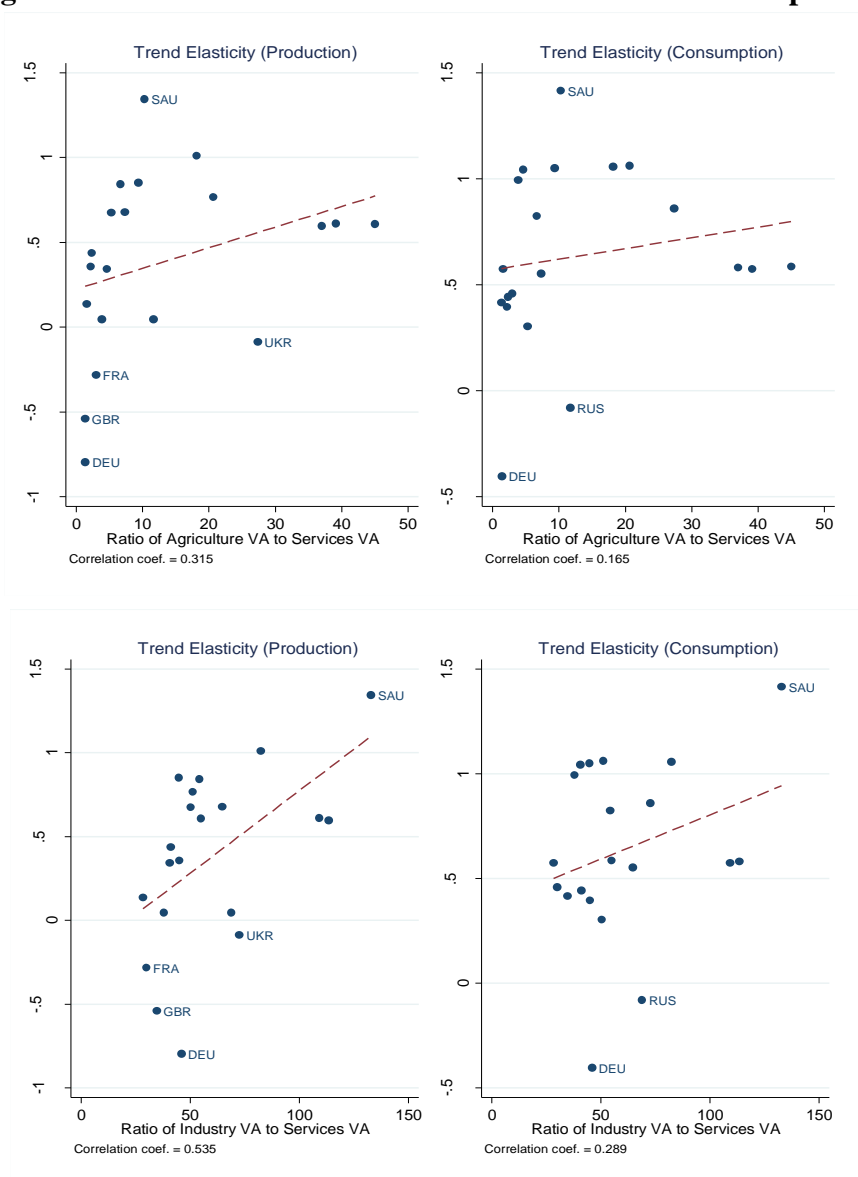 Trend Elasticity (Production)
1.5
1
.5
0
-.5
-1
SAU
UKR
FRA
GBR
DEU
0 10 20 30 40 50
Ratio of Agriculture VA to Services VA
Correlation coef. = 0.315
Trend Elasticity (Consumption)
1.5
1
.5
0
-.5
SAU
RUS
DEU
0 10 20 30 40 50
Ratio of Agriculture VA to Services VA
Correlation coef. = 0.165
Trend Elasticity (Production)
1.5
1
.5
0
-.5
-1
SAU
UKR
FRA
GBR
DEU
0 50 100 150
Ratio of Industry VA to Services VA
Correlation coef. = 0.535
Trend Elasticity (Consumption)
1.5
1
.5
0
-.5
SAU
RUS
DEU
0 50 100 150
Ratio of Industry VA to Services VA
Correlation coef. = 0.289